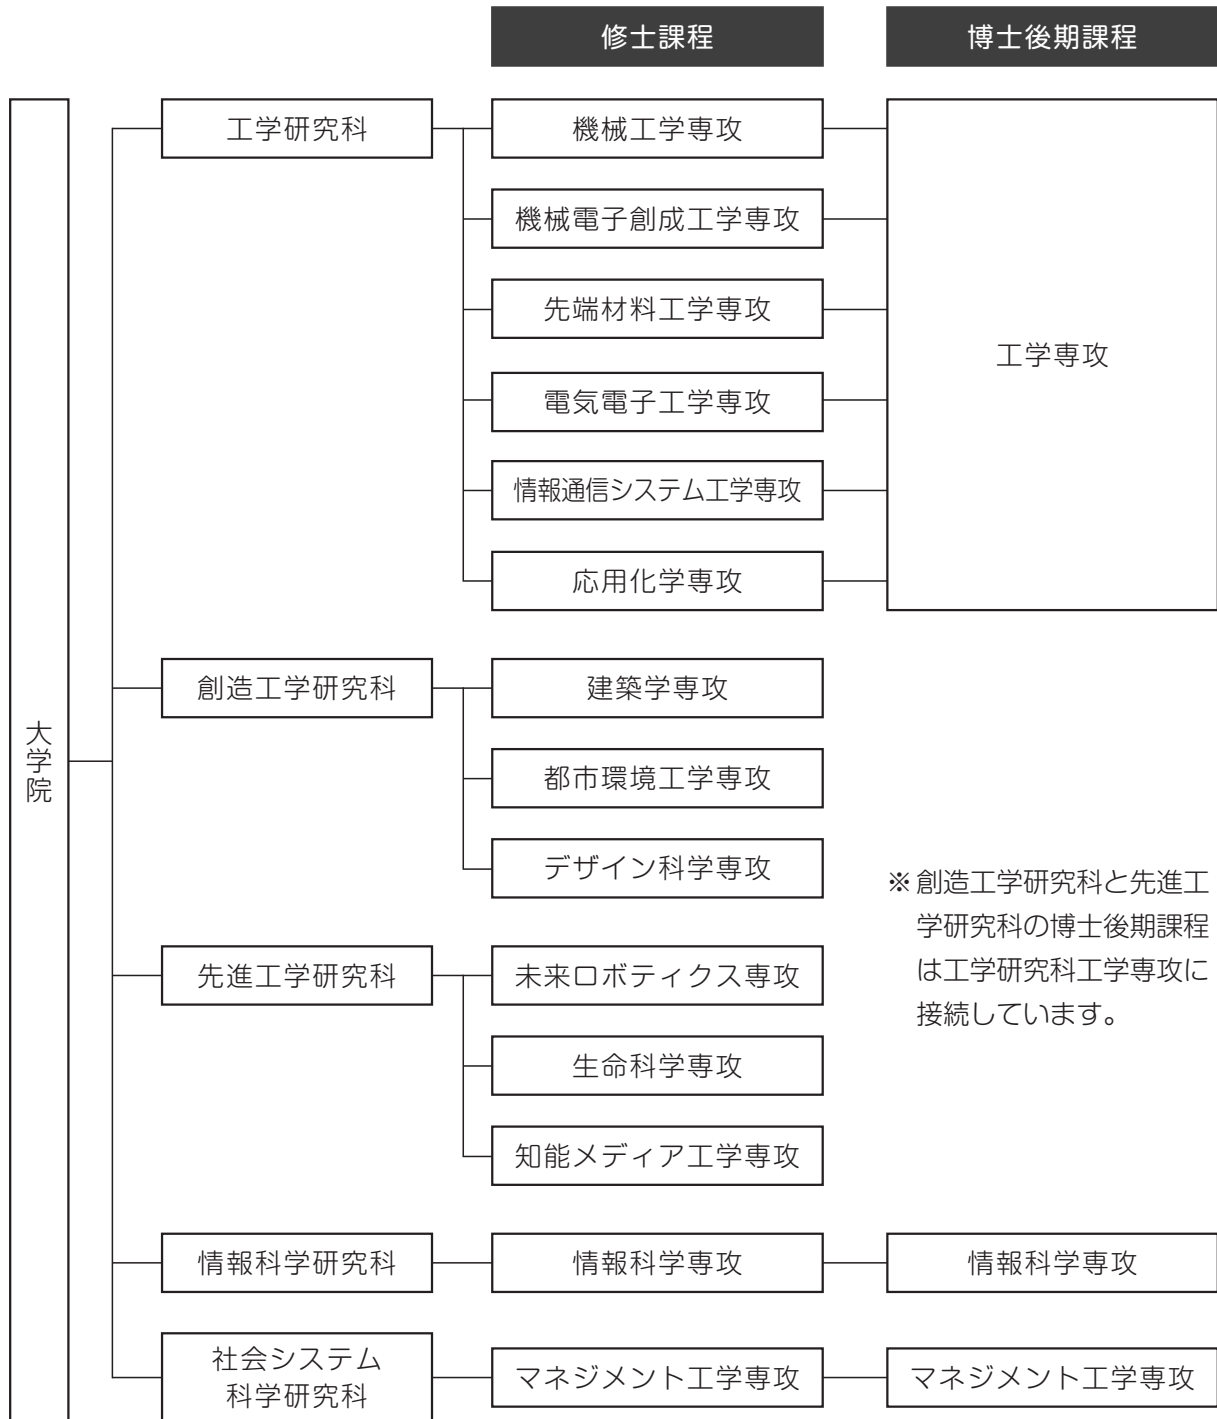 修士課程
博士後期課程
大学院
工学研究科
機械工学専攻
機械電子創成工学専攻
先端材料工学専攻
電気電子工学専攻
情報通信システム工学専攻
応用化学専攻
工学専攻
創造工学研究科
建築学専攻
都市環境工学専攻
デザイン科学専攻
※創造工学研究科と先進工
学研究科の博士後期課程
は工学研究科工学専攻に
接続しています。
先進工学研究科
未来ロボティクス専攻
生命科学専攻
知能メディア工学専攻
情報科学研究科
情報科学専攻
情報科学専攻
社会システム
科学研究科
マネジメント工学専攻
マネジメント工学専攻